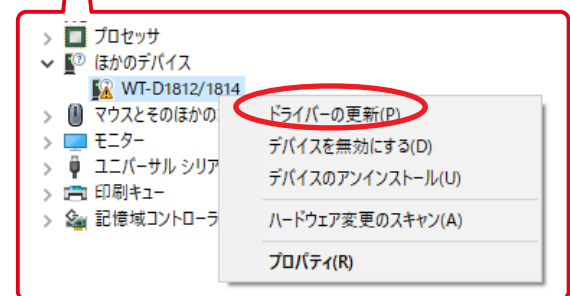 プロセッサ
ほかのデバイス
WT-D1812/1814
マウスとそのほかの
ドライバーの更新(P)
モニター
デバイスを無効にする(D)
ユニバーサル シリア
デバイスのアンインストール(U)
印刷キュー
記憶域コントローラ
ハードウェア変更のスキャン(A)
プロパティ(R)